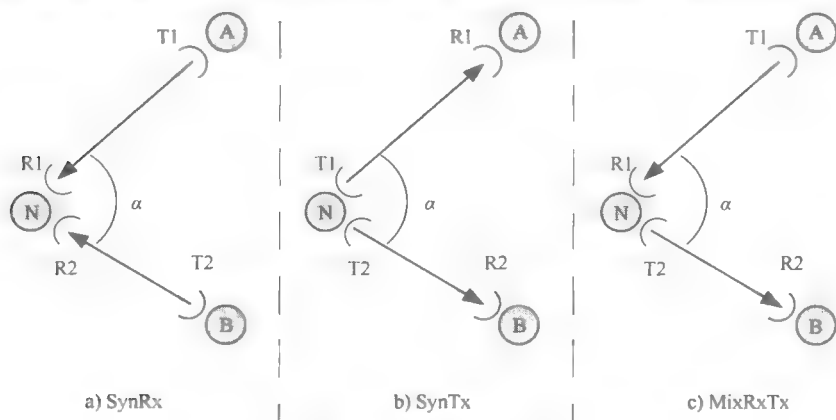 T1
A
R1
N
α
R2
T2
B
a) SynRx
R1
A
T1
N
α
T2
R2
B
b) SynTx
T1
A
R1
N
α
T2
R2
B
c) MixRxTx